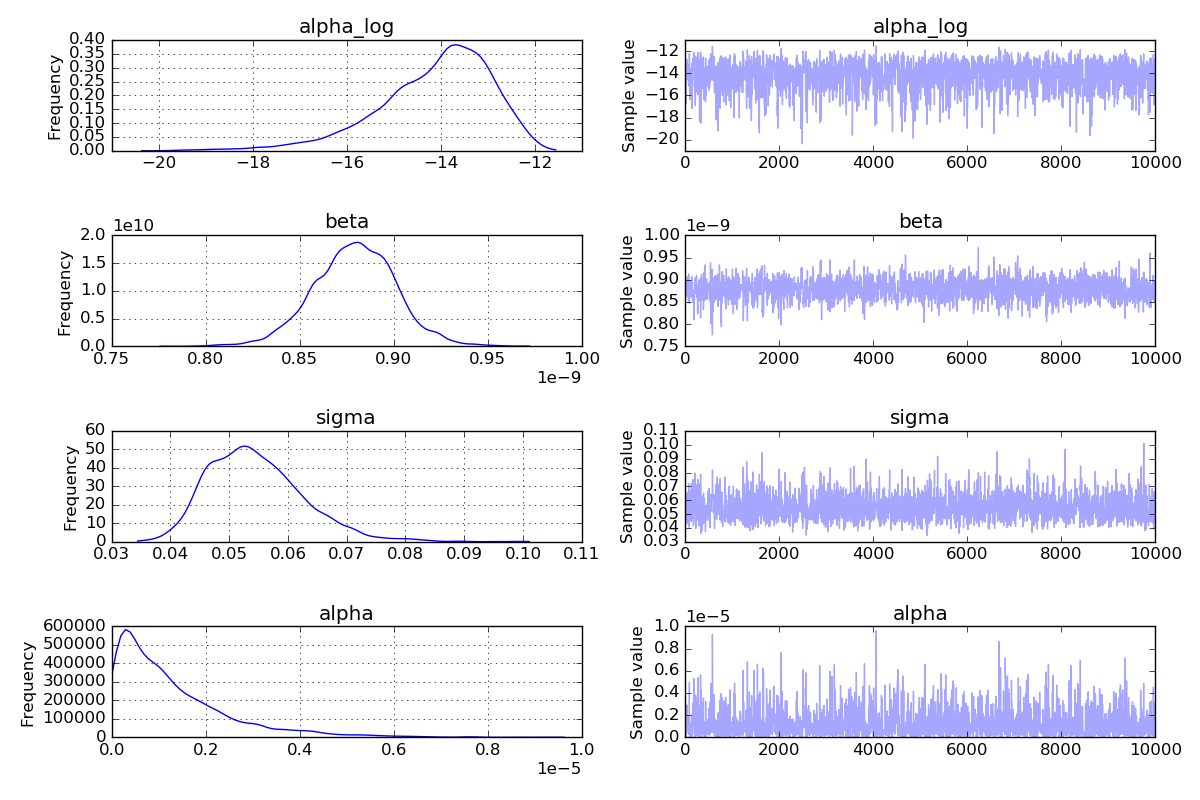 alpha_log
Frequency
0.40
0.35
0.30
0.25
0.20
0.15
0.10
0.05
0.00
−20 −18 −16 −14 −12
alpha_log
Sample value
−12
−14
−16
−18
−20
0 2000 4000 6000 8000 10000
beta
1e10
Frequency
2.0
1.5
1.0
0.5
0.0
0.75 0.80 0.85 0.90 0.95 1.00
1e−9
beta
1e−9
Sample value
1.00
0.95
0.90
0.85
0.80
0.75
0 2000 4000 6000 8000 10000
sigma
Frequency
60
50
40
30
20
10
0
0.03 0.04 0.05 0.06 0.07 0.08 0.09 0.10 0.11
sigma
Sample value
0.11
0.10
0.09
0.08
0.07
0.06
0.05
0.04
0.03
0 2000 4000 6000 8000 10000
alpha
Frequency
600000
500000
400000
300000
200000
100000
0
0.0 0.2 0.4 0.6 0.8 1.0
1e−5
alpha
1e−5
Sample value
1.0
0.8
0.6
0.4
0.2
0.0
0 2000 4000 6000 8000 10000